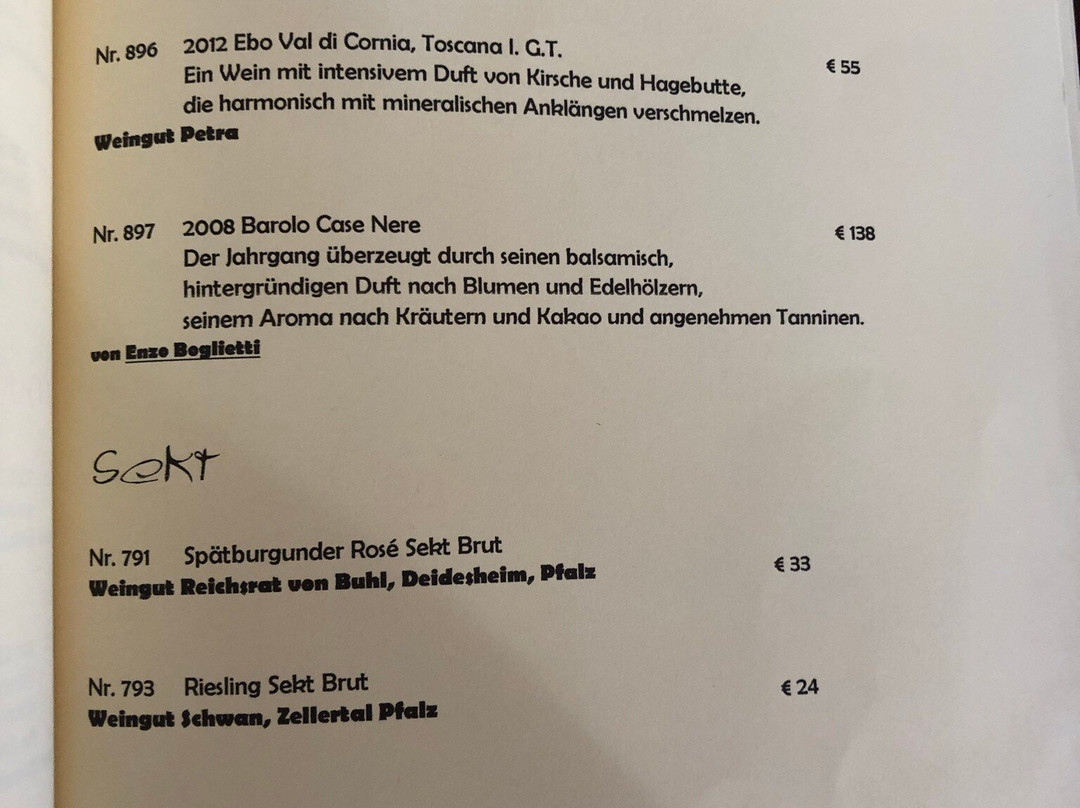 Nr. 896 2012 Ebo Val di Cornia, Toscana I. G.T. € 55
Ein Wein mit intensivem Duft von Kirsche und Hagebutte,
die harmonisch mit mineralischen Anklängen verschmelzen.
Weingut Petra
Nr. 897 2008 Barolo Case Nere € 138
Der Jahrgang überzeugt durch seinen balsamisch,
hintergründigen Duft nach Blumen und Edelhölzern,
seinem Aroma nach Kräutern und Kakao und angenehmen Tanninen.
von Enzo Boglietti
Sekt
Nr. 791 Spätburgunder Rosé Sekt Brut € 33
Weingut Reichsrat von Buhl, Deidesheim, Pfalz
Nr. 793 Riesling Sekt Brut € 24
Weingut Schwan, Zellertal Pfalz